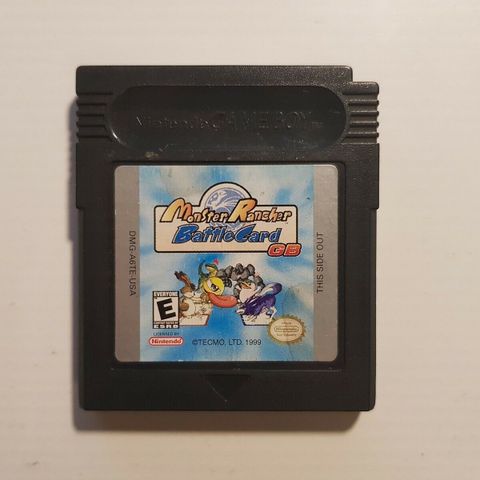 Nintendo GAME BOY
Monster Rancher
Battle Card
GB
DMG-A6TE-USA
THIS SIDE OUT
EVERYONE
E
ESRB
LICENSED BY
Nintendo
©TECMO, LTD. 1999
Nintendo